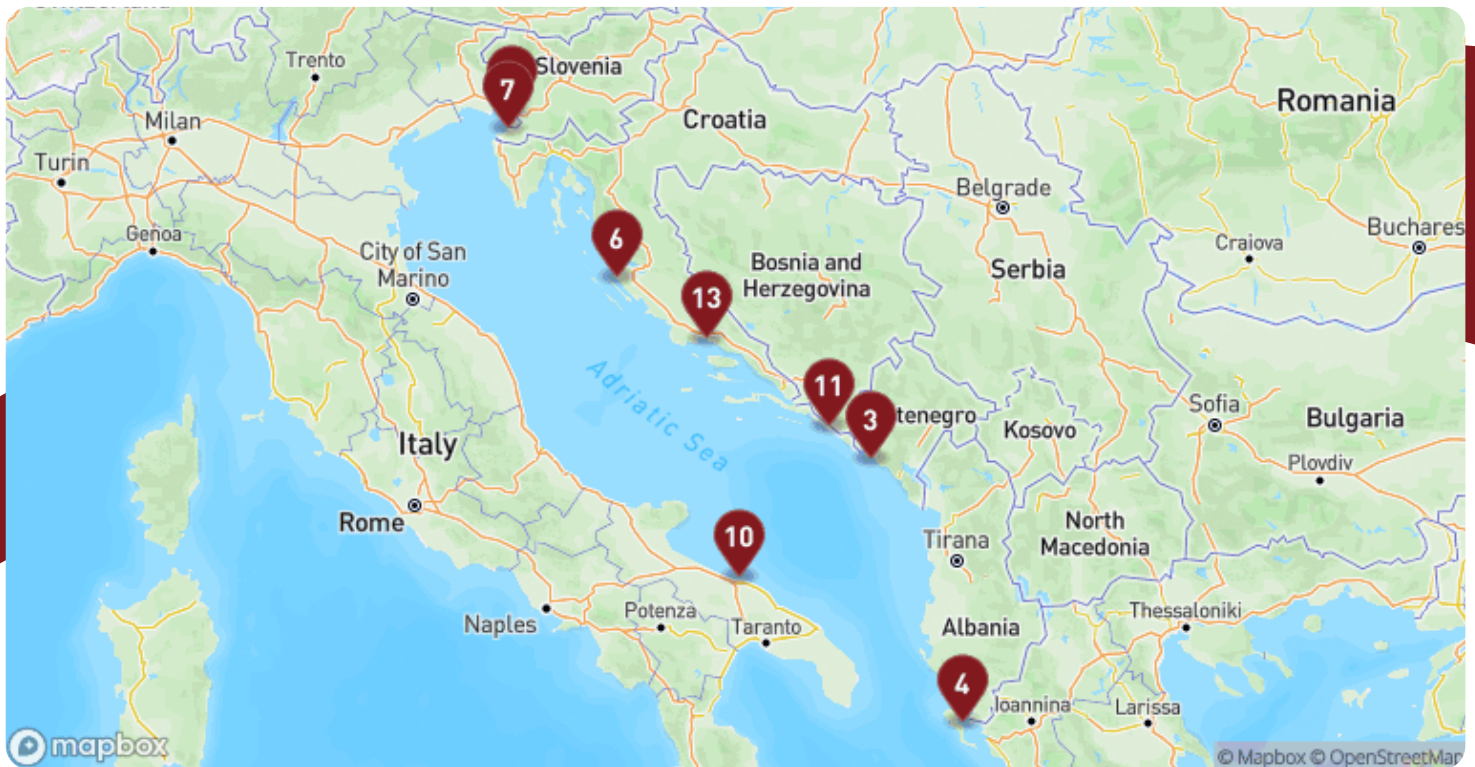 Trento
Slovenia
7
Romania
Milan
Croatia
Turin
Belgrade
Genoa
6
Bucharest
Craiova
City of San
Marino
Bosnia and
Herzegovina
Serbia
13
Adriatic Sea
11
3
tenegro
Kosovo
Sofia
Bulgaria
Italy
Plovdiv
Rome
10
North
Macedonia
Tirana
Naples
Potenza
Taranto
Albania
Thessaloniki
4
Ioannina
Larissa
mapbox
© Mapbox © OpenStreetMap